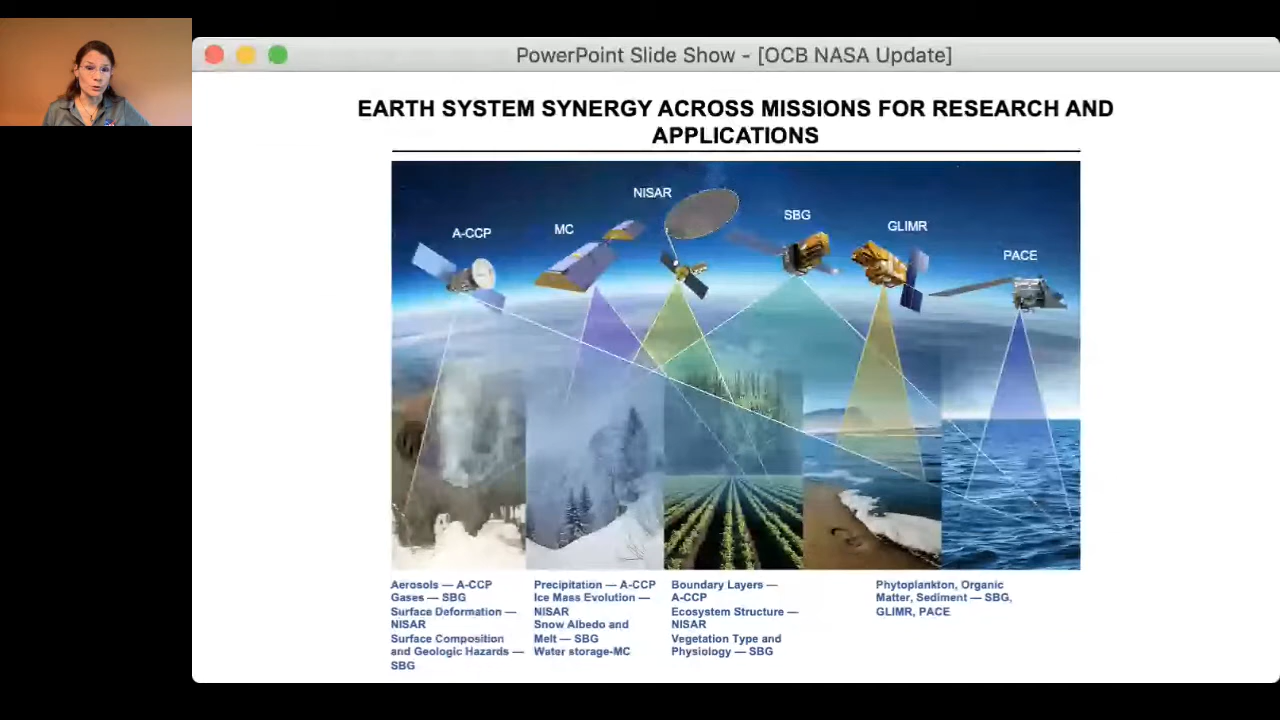 PowerPoint Slide Show - [OCB NASA Update]
EARTH SYSTEM SYNERGY ACROSS MISSIONS FOR RESEARCH AND
APPLICATIONS
NISAR
SBG
GLIMR
MC
A-CCP
PACE
Aerosols — A-CCP
Gases — SBG
Surface Deformation —
NISAR
Surface Composition
and Geologic Hazards —
SBG
Precipitation — A-CCP
Ice Mass Evolution —
NISAR
Snow Albedo and
Melt — SBG
Water storage-MC
Boundary Layers —
A-CCP
Ecosystem Structure —
NISAR
Vegetation Type and
Physiology — SBG
Phytoplankton, Organic
Matter, Sediment — SBG,
GLIMR, PACE